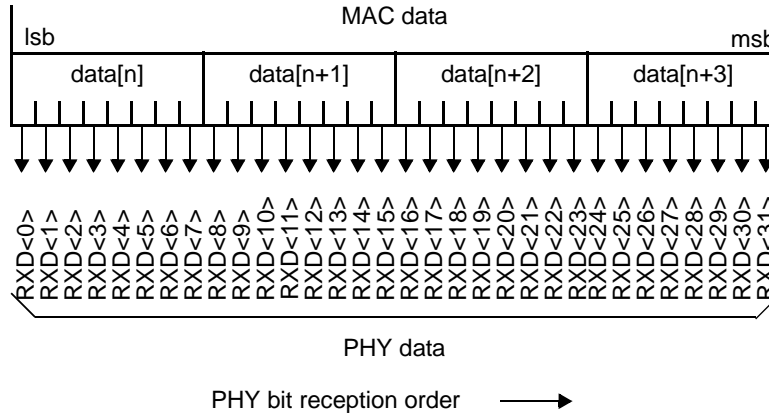 MAC data
lsb msb
data[n] data[n+1] data[n+2] data[n+3]
RXD<0>
RXD<1>
RXD<2>
RXD<3>
RXD<4>
RXD<5>
RXD<6>
RXD<7>
RXD<8>
RXD<9>
RXD<10>
RXD<11>
RXD<12>
RXD<13>
RXD<14>
RXD<15>
RXD<16>
RXD<17>
RXD<18>
RXD<19>
RXD<20>
RXD<21>
RXD<22>
RXD<23>
RXD<24>
RXD<25>
RXD<26>
RXD<27>
RXD<28>
RXD<29>
RXD<30>
RXD<31>
PHY data
PHY bit reception order